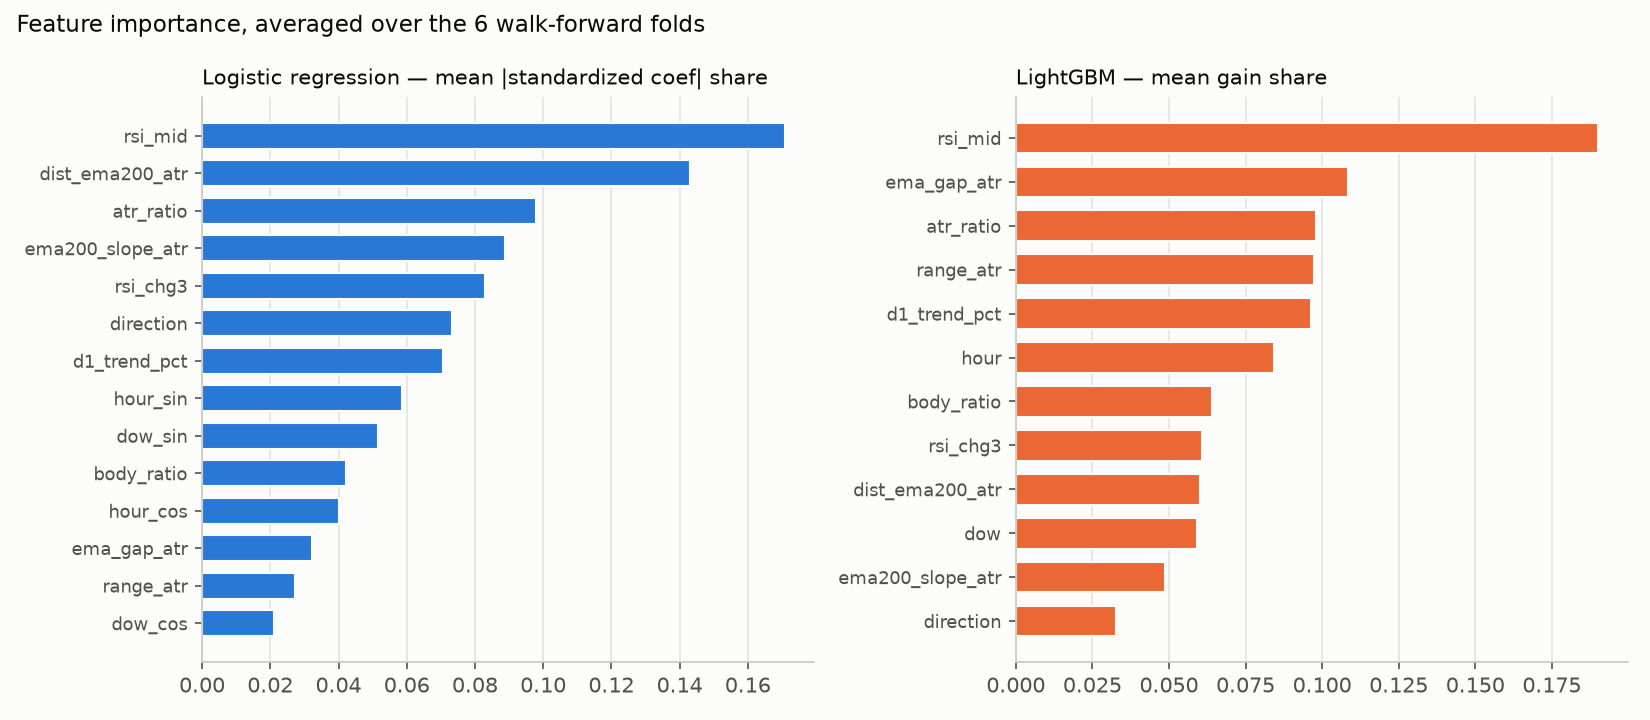 Feature importance, averaged over the 6 walk-forward folds
Logistic regression — mean |standardized coef| share
rsi_mid
dist_ema200_atr
atr_ratio
ema200_slope_atr
rsi_chg3
direction
d1_trend_pct
hour_sin
dow_sin
body_ratio
hour_cos
ema_gap_atr
range_atr
dow_cos
0.00 0.02 0.04 0.06 0.08 0.10 0.12 0.14 0.16
LightGBM — mean gain share
rsi_mid
ema_gap_atr
atr_ratio
range_atr
d1_trend_pct
hour
body_ratio
rsi_chg3
dist_ema200_atr
dow
ema200_slope_atr
direction
0.000 0.025 0.050 0.075 0.100 0.125 0.150 0.175